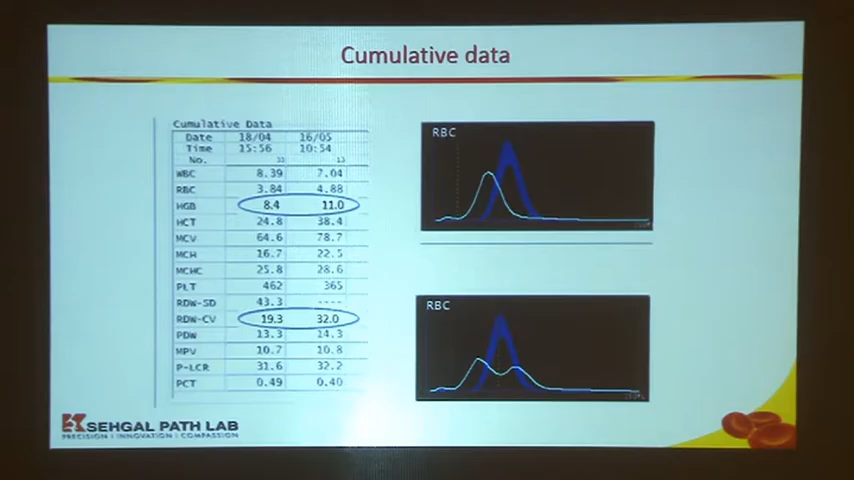 Cumulative data
Cumulative Data
Date 18/04 16/05
Time 15:56 10:54
No. 33 13
WBC 8.39 7.04
RBC 3.84 4.88
HGB 8.4 11.0
HCT 24.8 38.4
MCV 64.6 78.7
MCH 16.7 22.5
MCHC 25.8 28.6
PLT 462 365
RDW-SD 43.3 ----
RDW-CV 19.3 32.0
PDW 13.3 14.3
MPV 10.7 10.8
P-LCR 31.6 32.2
PCT 0.49 0.40
RBC
RBC
SEHGAL PATH LAB
PRECISION | INNOVATION | COMPASSION